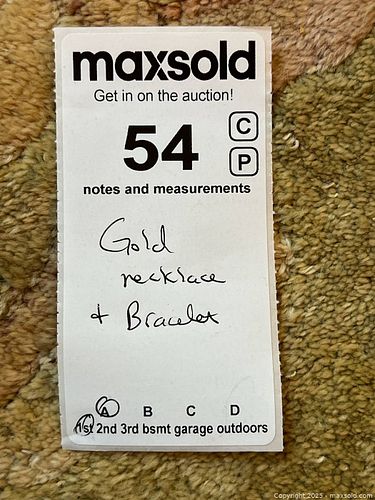 maxsold
Get in on the auction!
54
C
P
notes and measurements
Gold
necklace
+ Bracelet
A B C D
1st 2nd 3rd bsmt garage outdoors
Copyright 2025 - maxsold.com